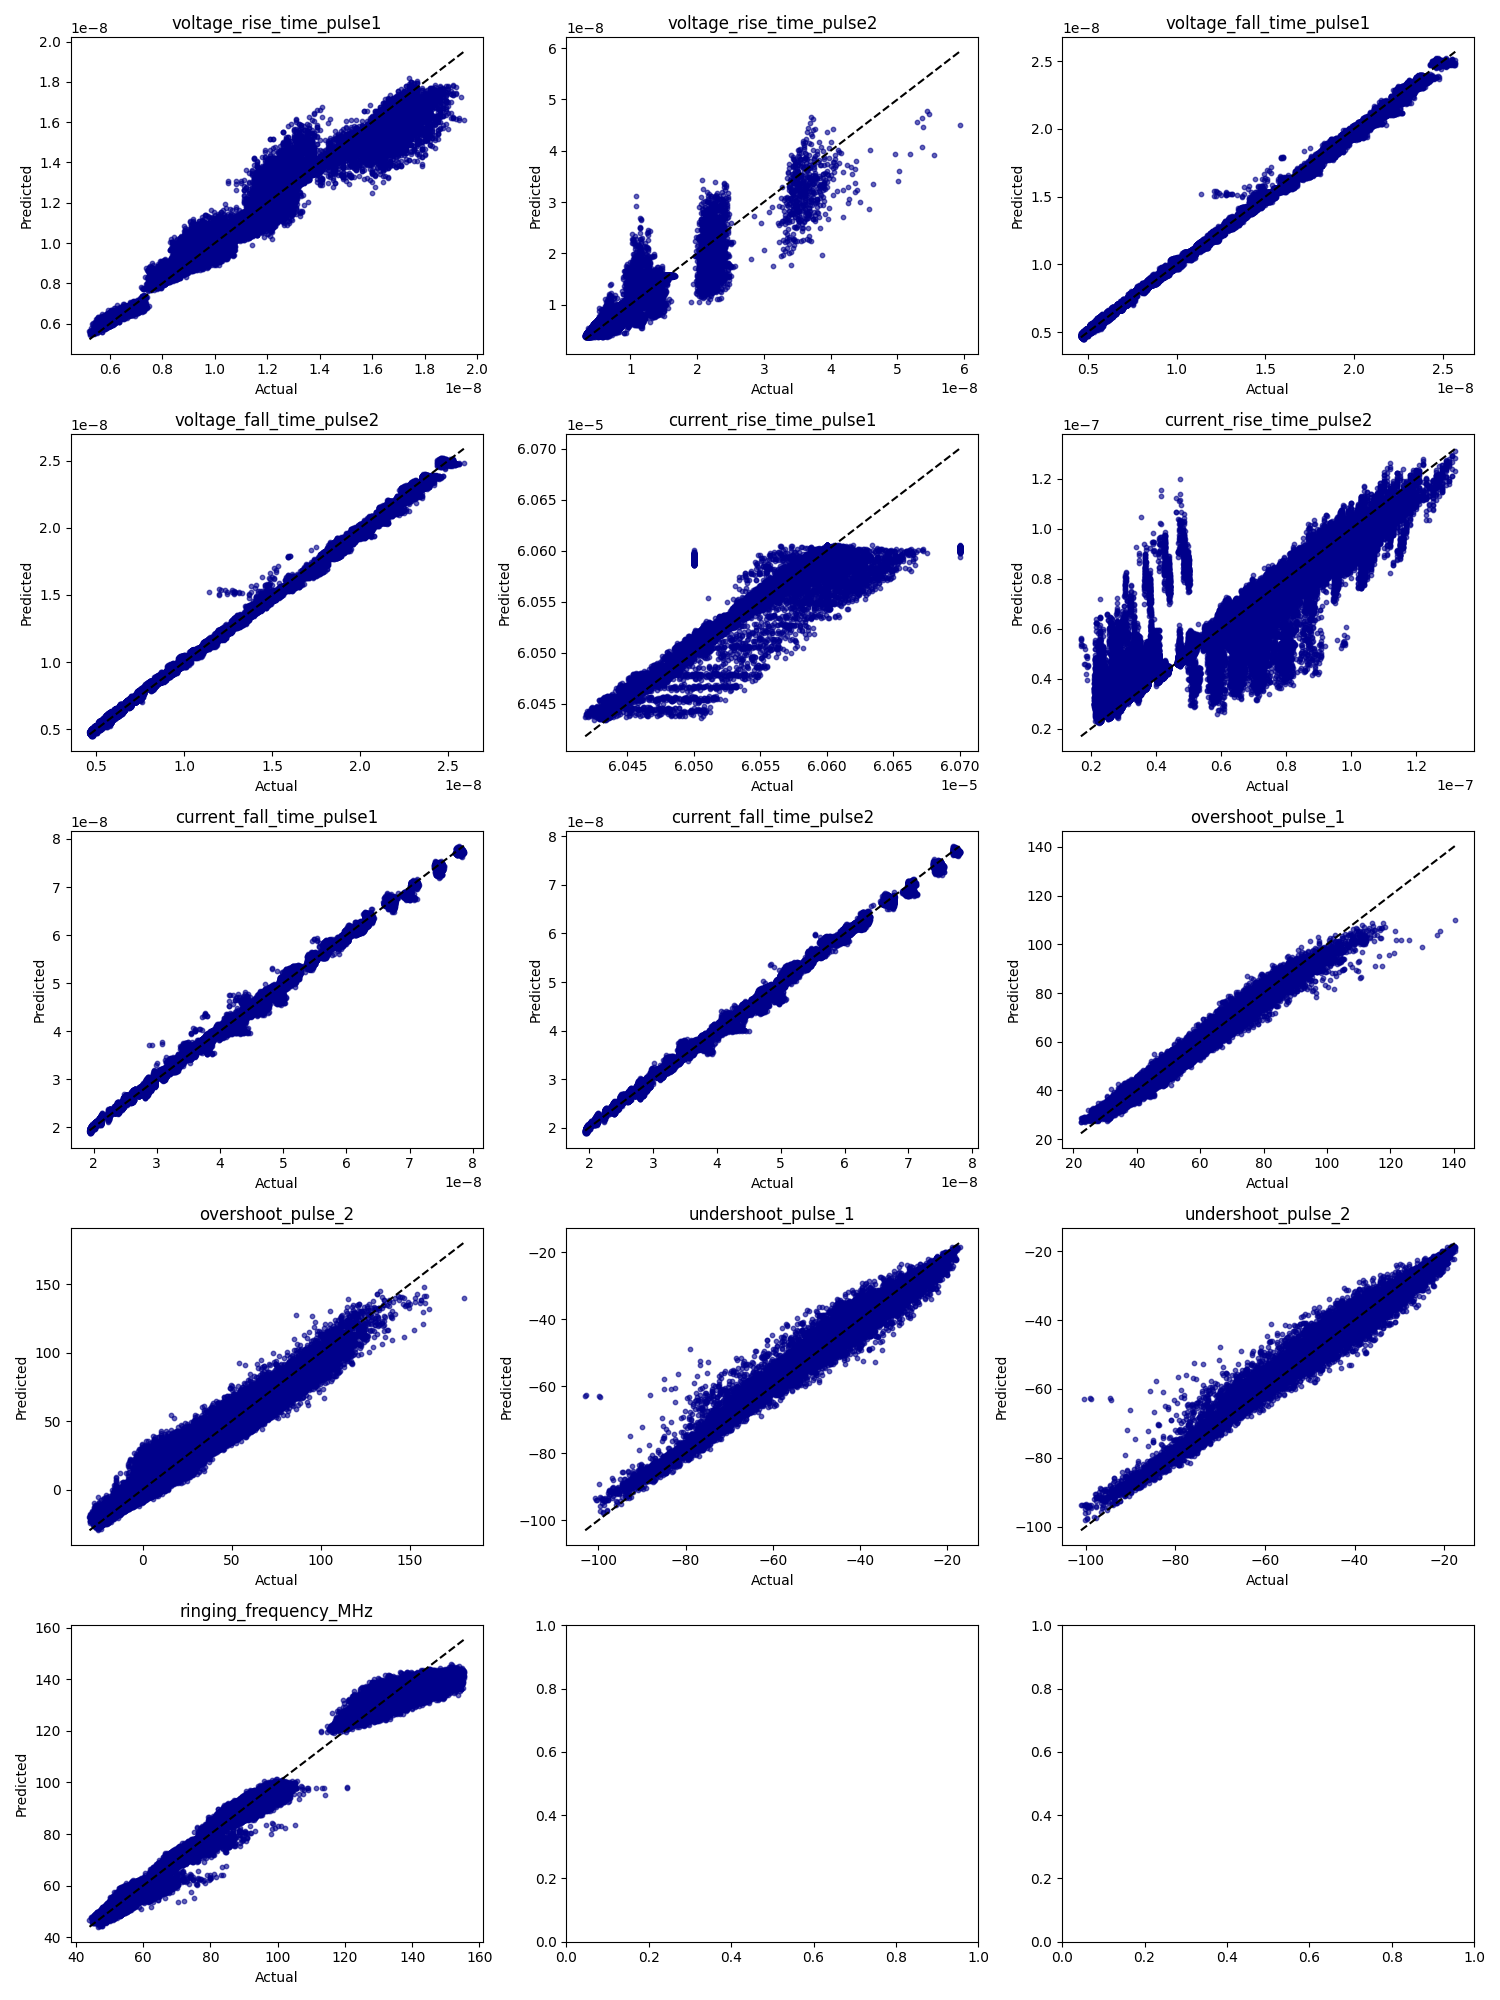 voltage_rise_time_pulse1
voltage_rise_time_pulse2
voltage_fall_time_pulse1
1e−8
1e−8
1e−8
2.0
1.8
1.6
1.4
1.2
1.0
0.8
0.6
Predicted
0.6 0.8 1.0 1.2 1.4 1.6 1.8 2.0
Actual
1e−8
6
5
4
3
2
1
Predicted
1 2 3 4 5 6
Actual
1e−8
2.5
2.0
1.5
1.0
0.5
Predicted
0.5 1.0 1.5 2.0 2.5
Actual
1e−8
voltage_fall_time_pulse2
current_rise_time_pulse1
current_rise_time_pulse2
1e−8
1e−5
1e−7
2.5
2.0
1.5
1.0
0.5
Predicted
0.5 1.0 1.5 2.0 2.5
Actual
1e−8
6.070
6.065
6.060
6.055
6.050
6.045
Predicted
6.045 6.050 6.055 6.060 6.065 6.070
Actual
1e−5
1.2
1.0
0.8
0.6
0.4
0.2
Predicted
0.2 0.4 0.6 0.8 1.0 1.2
Actual
1e−7
current_fall_time_pulse1
current_fall_time_pulse2
overshoot_pulse_1
1e−8
1e−8
8
7
6
5
4
3
2
Predicted
2 3 4 5 6 7 8
Actual
1e−8
8
7
6
5
4
3
2
Predicted
2 3 4 5 6 7 8
Actual
1e−8
140
120
100
80
60
40
20
Predicted
20 40 60 80 100 120 140
Actual
overshoot_pulse_2
undershoot_pulse_1
undershoot_pulse_2
150
100
50
0
Predicted
0 50 100 150
Actual
−20
−40
−60
−80
−100
Predicted
−100 −80 −60 −40 −20
Actual
−20
−40
−60
−80
−100
Predicted
−100 −80 −60 −40 −20
Actual
ringing_frequency_MHz
160
140
120
100
80
60
40
Predicted
40 60 80 100 120 140 160
Actual
1.0
0.8
0.6
0.4
0.2
0.0
0.0 0.2 0.4 0.6 0.8 1.0
1.0
0.8
0.6
0.4
0.2
0.0
0.0 0.2 0.4 0.6 0.8 1.0